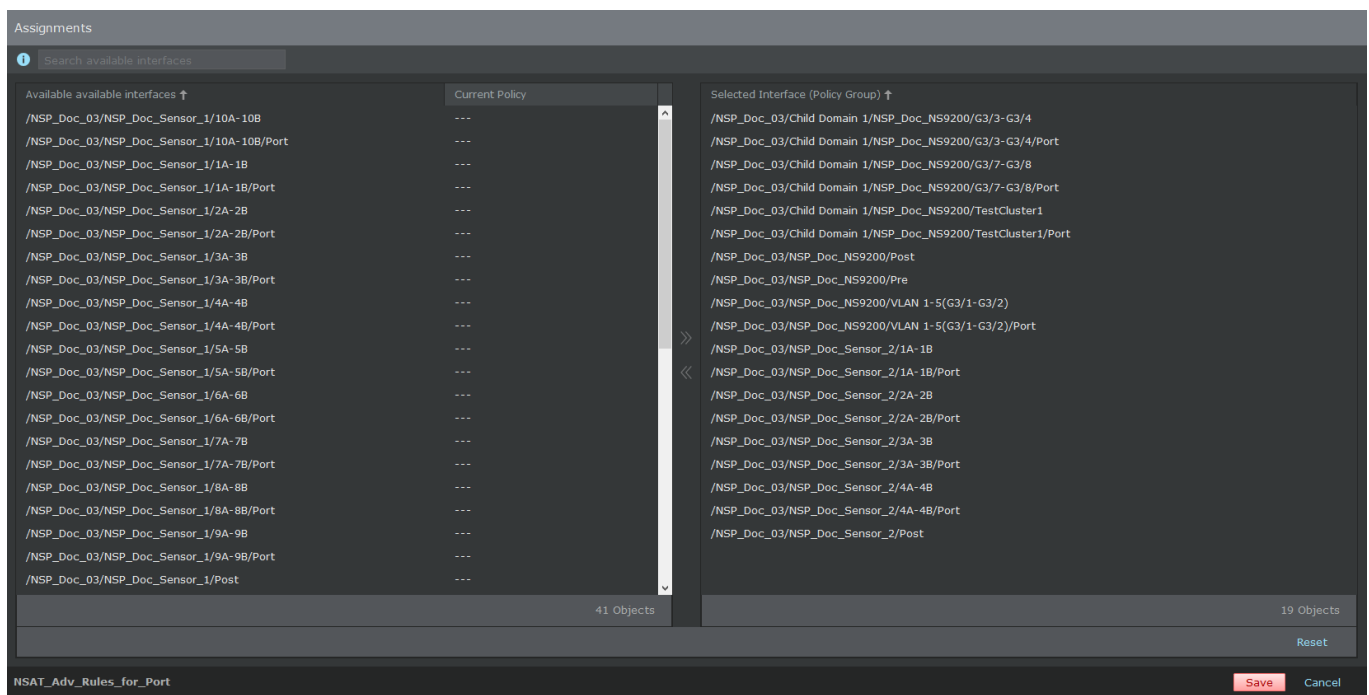 Assignments
Search available interfaces
Available available interfaces Current Policy
/NSP_Doc_03/NSP_Doc_Sensor_1/10A-10B ---
/NSP_Doc_03/NSP_Doc_Sensor_1/10A-10B/Port ---
/NSP_Doc_03/NSP_Doc_Sensor_1/1A-1B ---
/NSP_Doc_03/NSP_Doc_Sensor_1/1A-1B/Port ---
/NSP_Doc_03/NSP_Doc_Sensor_1/2A-2B ---
/NSP_Doc_03/NSP_Doc_Sensor_1/2A-2B/Port ---
/NSP_Doc_03/NSP_Doc_Sensor_1/3A-3B ---
/NSP_Doc_03/NSP_Doc_Sensor_1/3A-3B/Port ---
/NSP_Doc_03/NSP_Doc_Sensor_1/4A-4B ---
/NSP_Doc_03/NSP_Doc_Sensor_1/4A-4B/Port ---
/NSP_Doc_03/NSP_Doc_Sensor_1/5A-5B ---
/NSP_Doc_03/NSP_Doc_Sensor_1/5A-5B/Port ---
/NSP_Doc_03/NSP_Doc_Sensor_1/6A-6B ---
/NSP_Doc_03/NSP_Doc_Sensor_1/6A-6B/Port ---
/NSP_Doc_03/NSP_Doc_Sensor_1/7A-7B ---
/NSP_Doc_03/NSP_Doc_Sensor_1/7A-7B/Port ---
/NSP_Doc_03/NSP_Doc_Sensor_1/8A-8B ---
/NSP_Doc_03/NSP_Doc_Sensor_1/8A-8B/Port ---
/NSP_Doc_03/NSP_Doc_Sensor_1/9A-9B ---
/NSP_Doc_03/NSP_Doc_Sensor_1/9A-9B/Port ---
/NSP_Doc_03/NSP_Doc_Sensor_1/Post ---
41 Objects
Selected Interface (Policy Group)
/NSP_Doc_03/Child Domain 1/NSP_Doc_NS9200/G3/3-G3/4
/NSP_Doc_03/Child Domain 1/NSP_Doc_NS9200/G3/3-G3/4/Port
/NSP_Doc_03/Child Domain 1/NSP_Doc_NS9200/G3/7-G3/8
/NSP_Doc_03/Child Domain 1/NSP_Doc_NS9200/G3/7-G3/8/Port
/NSP_Doc_03/Child Domain 1/NSP_Doc_NS9200/TestCluster1
/NSP_Doc_03/Child Domain 1/NSP_Doc_NS9200/TestCluster1/Port
/NSP_Doc_03/NSP_Doc_NS9200/Post
/NSP_Doc_03/NSP_Doc_NS9200/Pre
/NSP_Doc_03/NSP_Doc_NS9200/VLAN 1-5(G3/1-G3/2)
/NSP_Doc_03/NSP_Doc_NS9200/VLAN 1-5(G3/1-G3/2)/Port
/NSP_Doc_03/NSP_Doc_Sensor_2/1A-1B
/NSP_Doc_03/NSP_Doc_Sensor_2/1A-1B/Port
/NSP_Doc_03/NSP_Doc_Sensor_2/2A-2B
/NSP_Doc_03/NSP_Doc_Sensor_2/2A-2B/Port
/NSP_Doc_03/NSP_Doc_Sensor_2/3A-3B
/NSP_Doc_03/NSP_Doc_Sensor_2/3A-3B/Port
/NSP_Doc_03/NSP_Doc_Sensor_2/4A-4B
/NSP_Doc_03/NSP_Doc_Sensor_2/4A-4B/Port
/NSP_Doc_03/NSP_Doc_Sensor_2/Post
19 Objects
Reset
NSAT_Adv_Rules_for_Port
Save Cancel